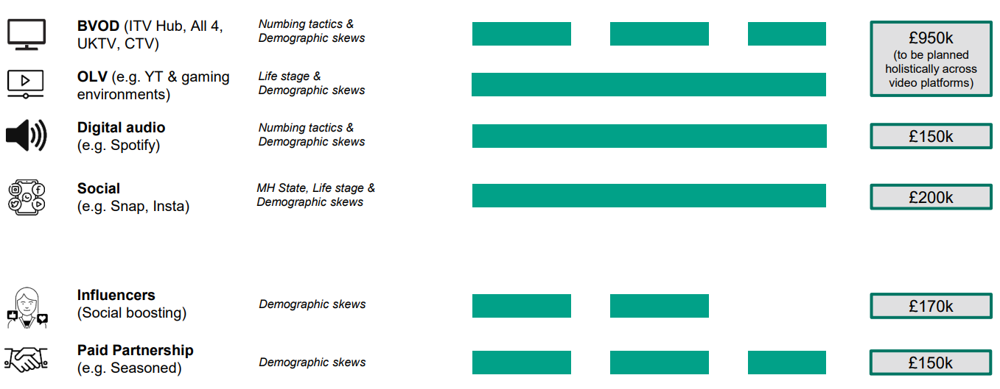 BVOD (ITV Hub, All 4,
UKTV, CTV)
Numbing tactics &
Demographic skews
£950k
(to be planned
holistically across
video platforms)
OLV (e.g. YT & gaming
environments)
Life stage &
Demographic skews
Digital audio
(e.g. Spotify)
Numbing tactics &
Demographic skews
£150k
Social
(e.g. Snap, Insta)
MH State, Life stage &
Demographic skews
£200k
Influencers
(Social boosting)
Demographic skews
£170k
Paid Partnership
(e.g. Seasoned)
Demographic skews
£150k